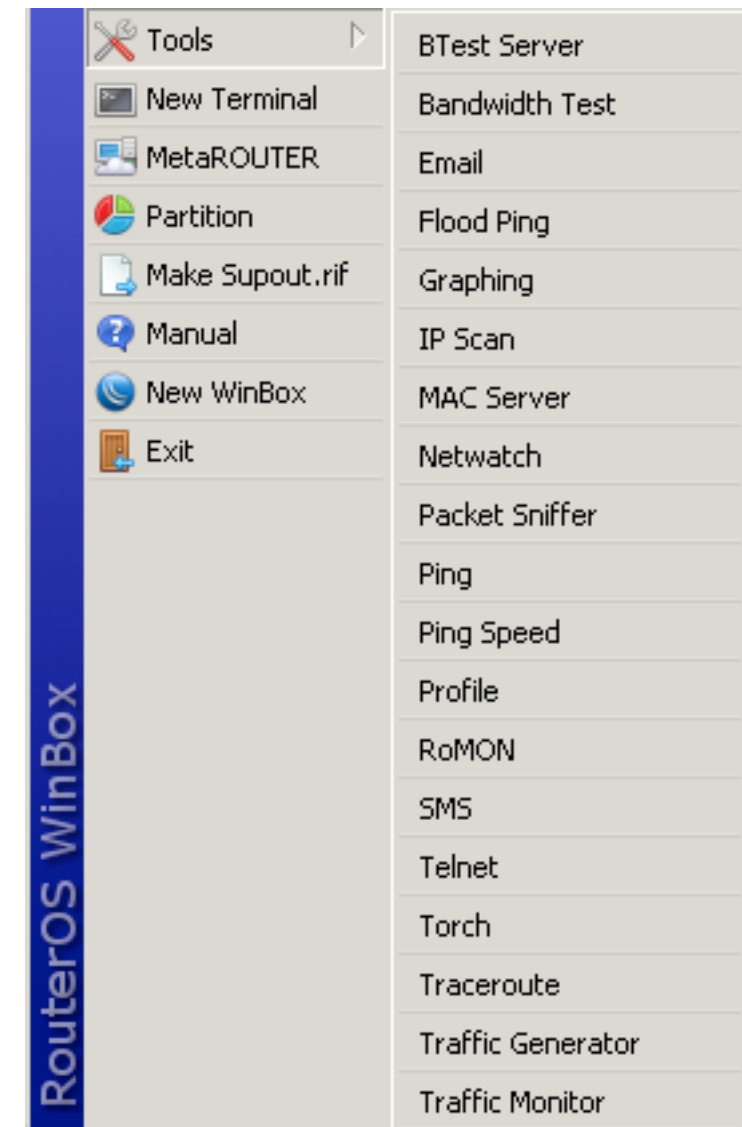 Tools
New Terminal
MetaROUTER
Partition
Make Supout.rif
Manual
New WinBox
Exit
BTest Server
Bandwidth Test
Email
Flood Ping
Graphing
IP Scan
MAC Server
Netwatch
Packet Sniffer
Ping
Ping Speed
Profile
RoMON
SMS
Telnet
Torch
Traceroute
Traffic Generator
Traffic Monitor
RouterOS WinBox